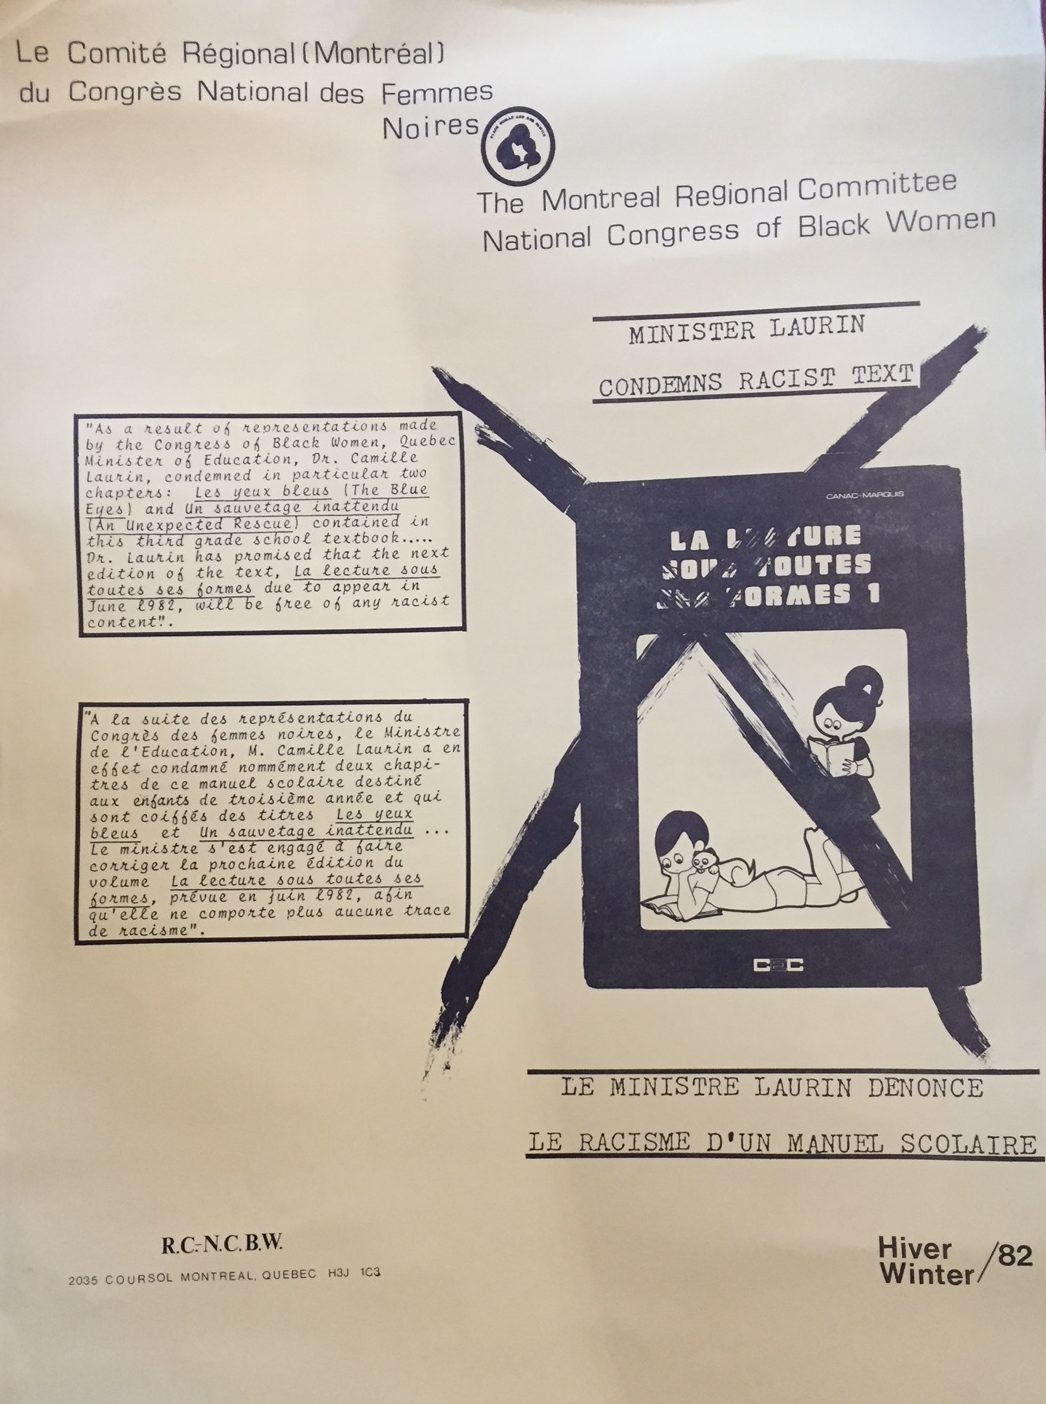 Le Comité Régional (Montréal)
du Congrès National des Femmes
Noires
The Montreal Regional Committee
National Congress of Black Women
MINISTER LAURIN
CONDEMNS RACIST TEXT
"As a result of representations made
by the Congress of Black Women, Quebec
Minister of Education, Dr. Camille
Laurin, condemned in particular two
chapters: Les yeux bleus (The Blue
Eyes) and Un sauvetage inattendu
(An Unexpected Rescue) contained in
this third grade school textbook.....
Dr. Laurin has promised that the next
edition of the text, La lecture sous
toutes ses formes due to appear in
June 1982, will be free of any racist
content".
"A la suite des représentations du
Congrès des femmes noires, le Ministre
de l'Education, M. Camille Laurin a en
effet condamné nommément deux chapi-
tres de ce manuel scolaire destiné
aux enfants de troisième année et qui
sont coiffés des titres Les yeux
bleus et Un sauvetage inattendu ...
Le ministre s'est engagé à faire
corriger la prochaine édition du
volume La lecture sous toutes ses
formes, prévue en juin 1982, afin
qu'elle ne comporte plus aucune trace
de racisme".
CANAC-MARQUIS
LA LECTURE
SOUS TOUTES
SES FORMES 1
CEC
LE MINISTRE LAURIN DENONCE
LE RACISME D'UN MANUEL SCOLAIRE
R.C.-N.C.B.W.
2035 COURSOL MONTREAL, QUEBEC H3J 1C3
Hiver
Winter/82